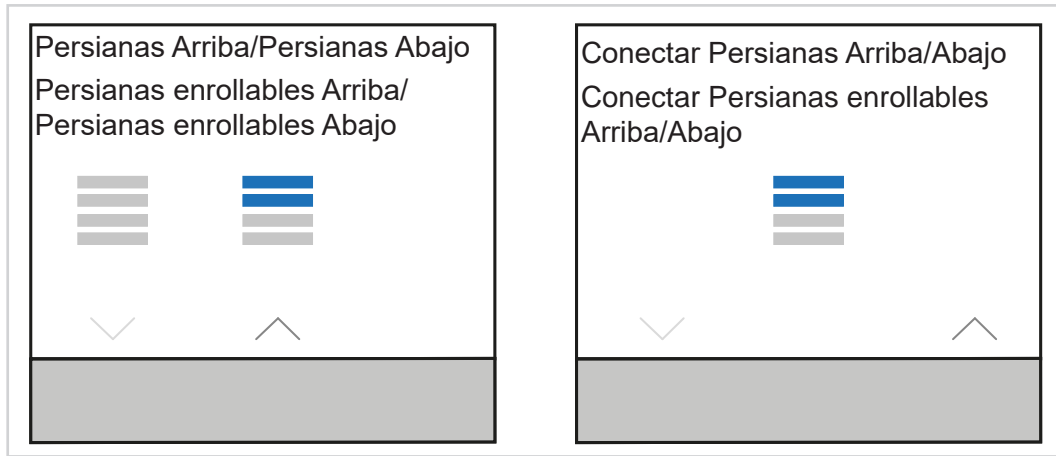 Persianas Arriba/Persianas Abajo
Persianas enrollables Arriba/
Persianas enrollables Abajo
Conectar Persianas Arriba/Abajo
Conectar Persianas enrollables
Arriba/Abajo